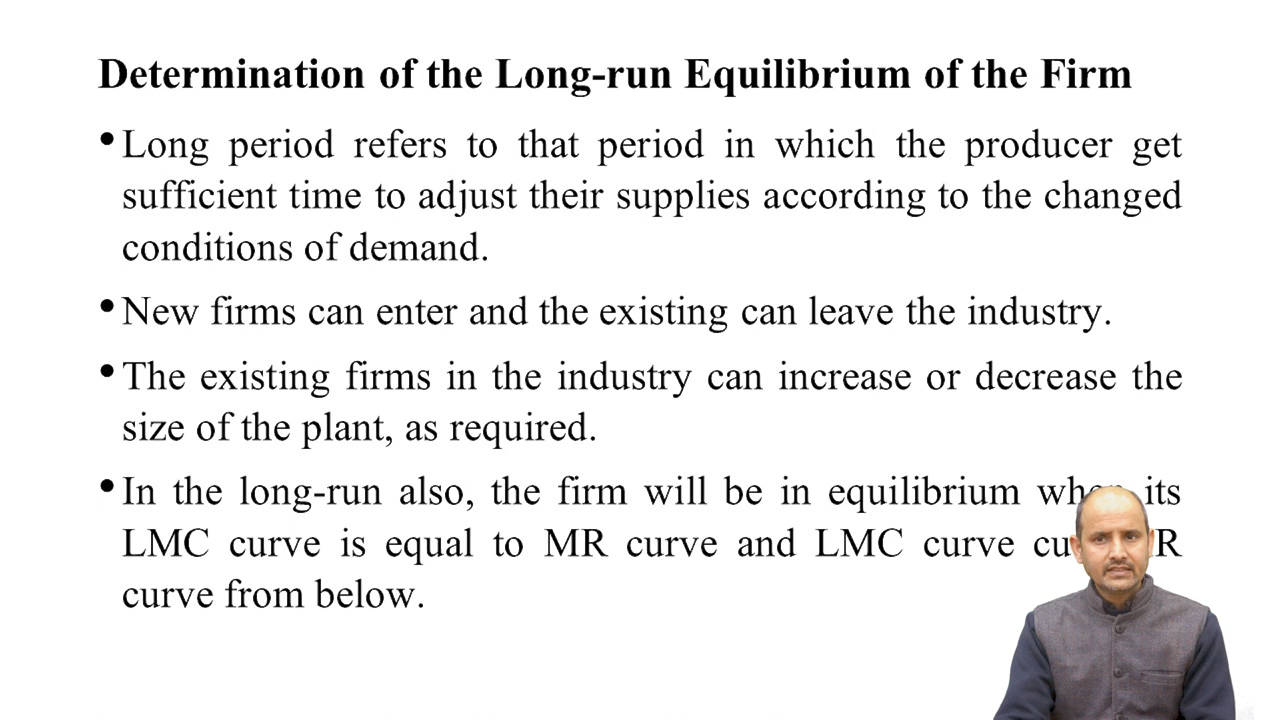 Determination of the Long-run Equilibrium of the Firm
•Long period refers to that period in which the producer get
sufficient time to adjust their supplies according to the changed
conditions of demand.
•New firms can enter and the existing can leave the industry.
•The existing firms in the industry can increase or decrease the
size of the plant, as required.
•In the long-run also, the firm will be in equilibrium when its
LMC curve is equal to MR curve and LMC curve
curve from below.